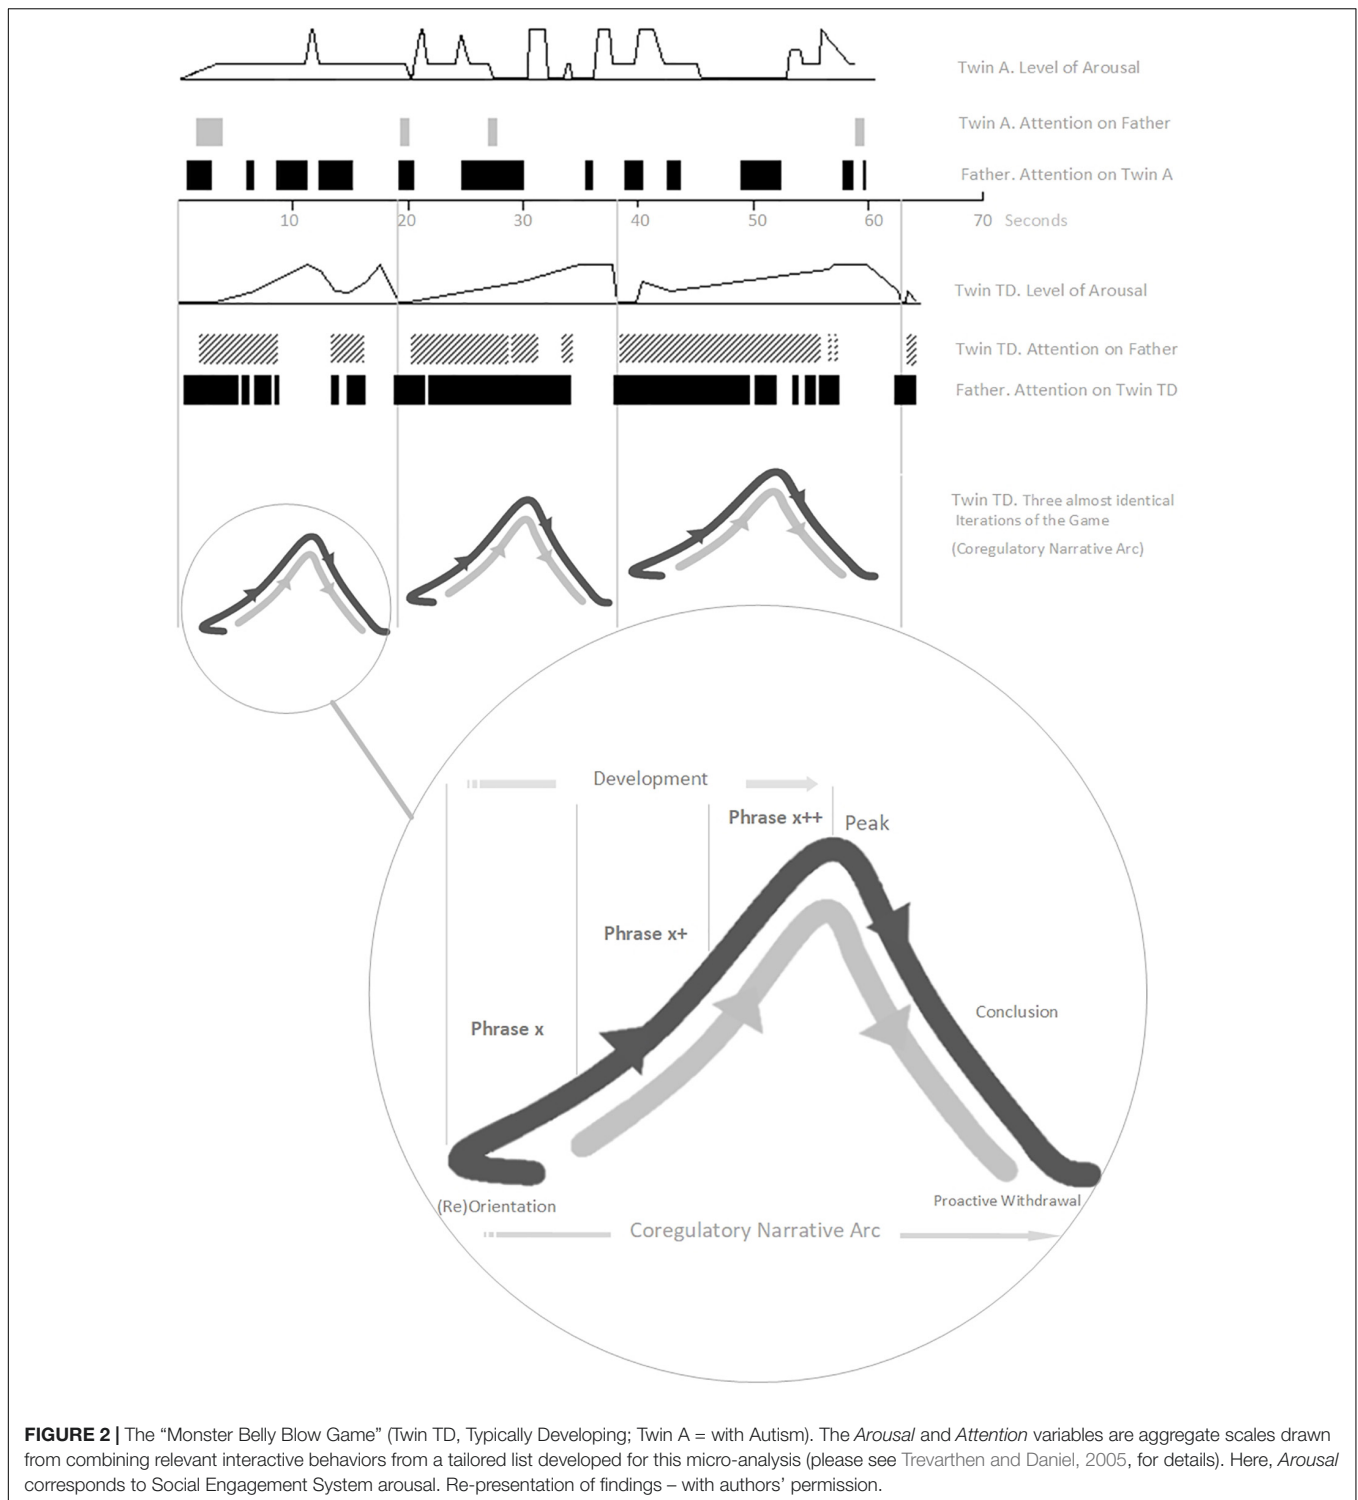 Twin A. Level of Arousal
Twin A. Attention on Father
Father. Attention on Twin A
10 20 30 40 50 60 70 Seconds
Twin TD. Level of Arousal
Twin TD. Attention on Father
Father. Attention on Twin TD
Twin TD. Three almost identical
Iterations of the Game
(Coregulatory Narrative Arc)
Development
Phrase x++
Peak
Phrase x+
Conclusion
Phrase x
(Re)Orientation
Proactive Withdrawal
Coregulatory Narrative Arc
FIGURE 2 | The “Monster Belly Blow Game” (Twin TD, Typically Developing; Twin A = with Autism). The Arousal and Attention variables are aggregate scales drawn
from combining relevant interactive behaviors from a tailored list developed for this micro-analysis (please see Trevarthen and Daniel, 2005, for details). Here, Arousal
corresponds to Social Engagement System arousal. Re-presentation of findings – with authors’ permission.